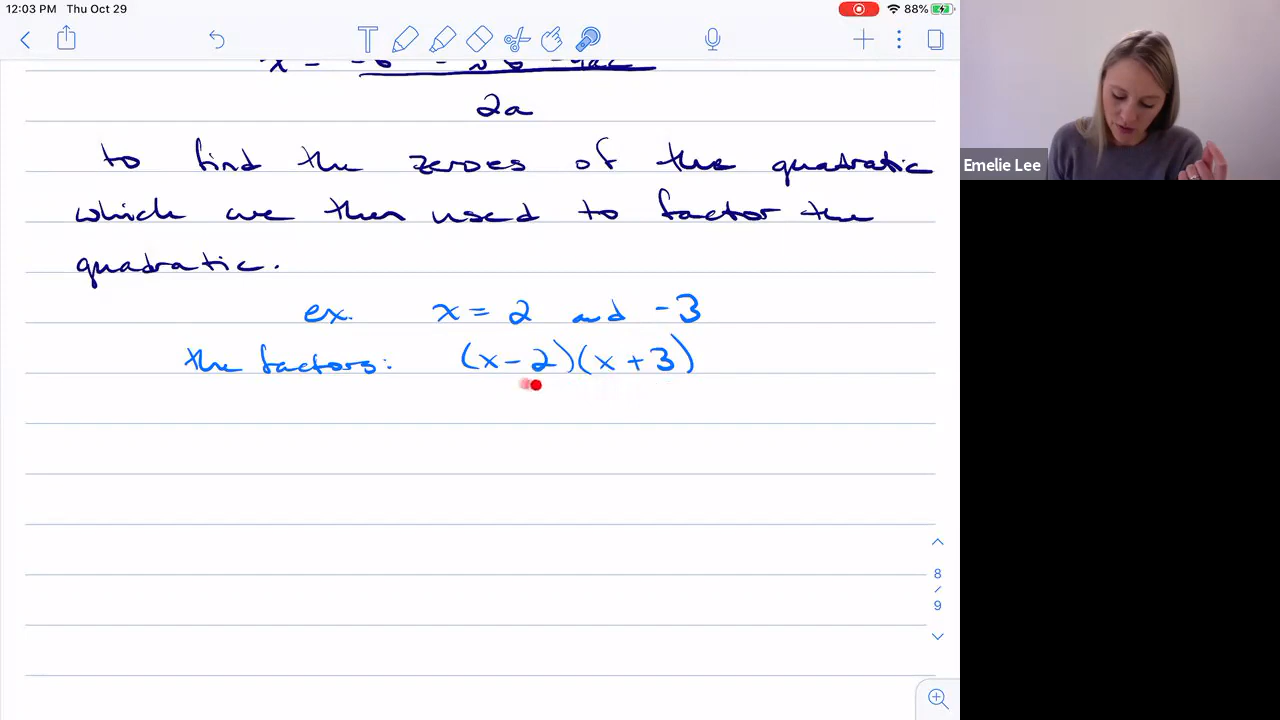 12:03 PM Thu Oct 29
88%
2a
to find the zeroes of the quadratic
which we then used to factor the
quadratic.
ex. x = 2 and -3
the factors: (x-2)(x+3)
Emelie Lee
8
/
9